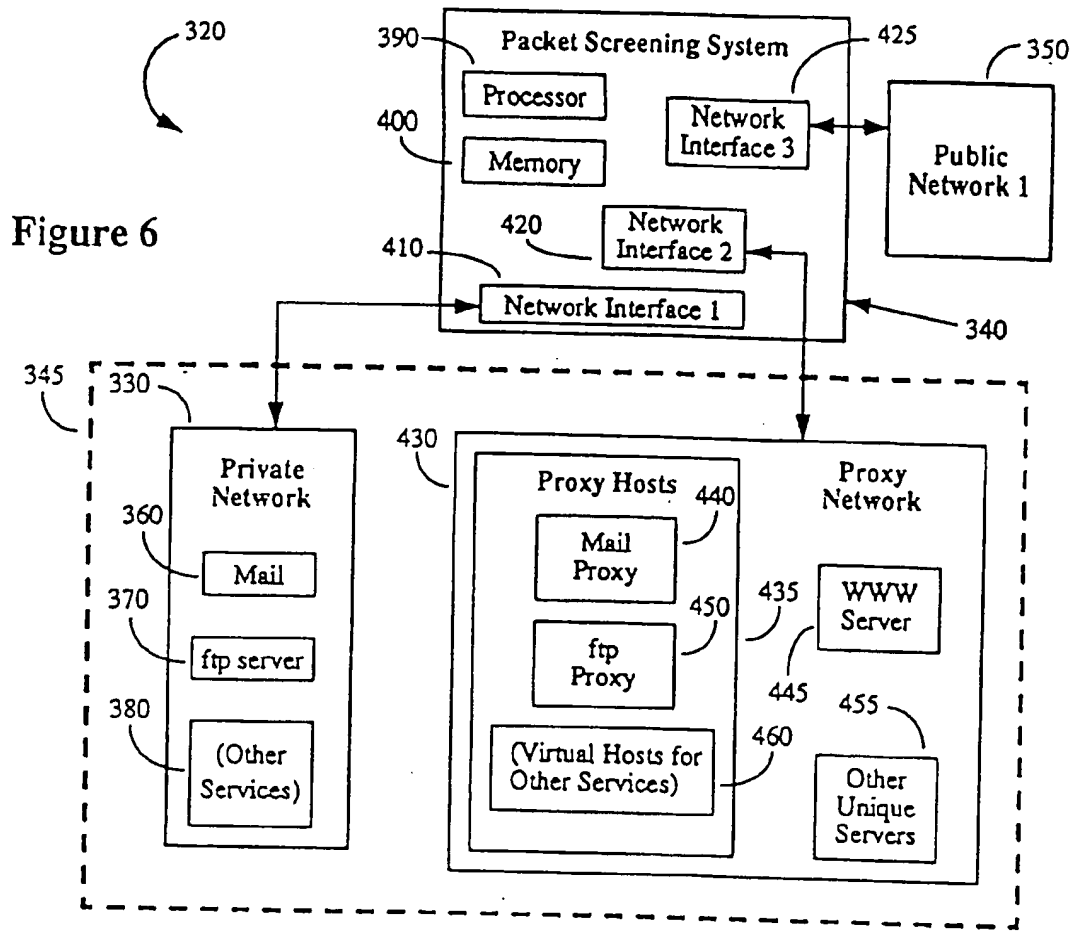 320
390
Packet Screening System
425
350
Processor
400
Network
Interface 3
Memory
Public
Network 1
Figure 6
420
Network
Interface 2
410
Network Interface 1
340
345
330
430
Private
Network
Proxy Hosts
440
Proxy
Network
360
Mail
Mail
Proxy
450
435
WWW
Server
370
ftp server
ftp
Proxy
445
455
380
(Other
Services)
(Virtual Hosts for
Other Services)
460
Other
Unique
Servers